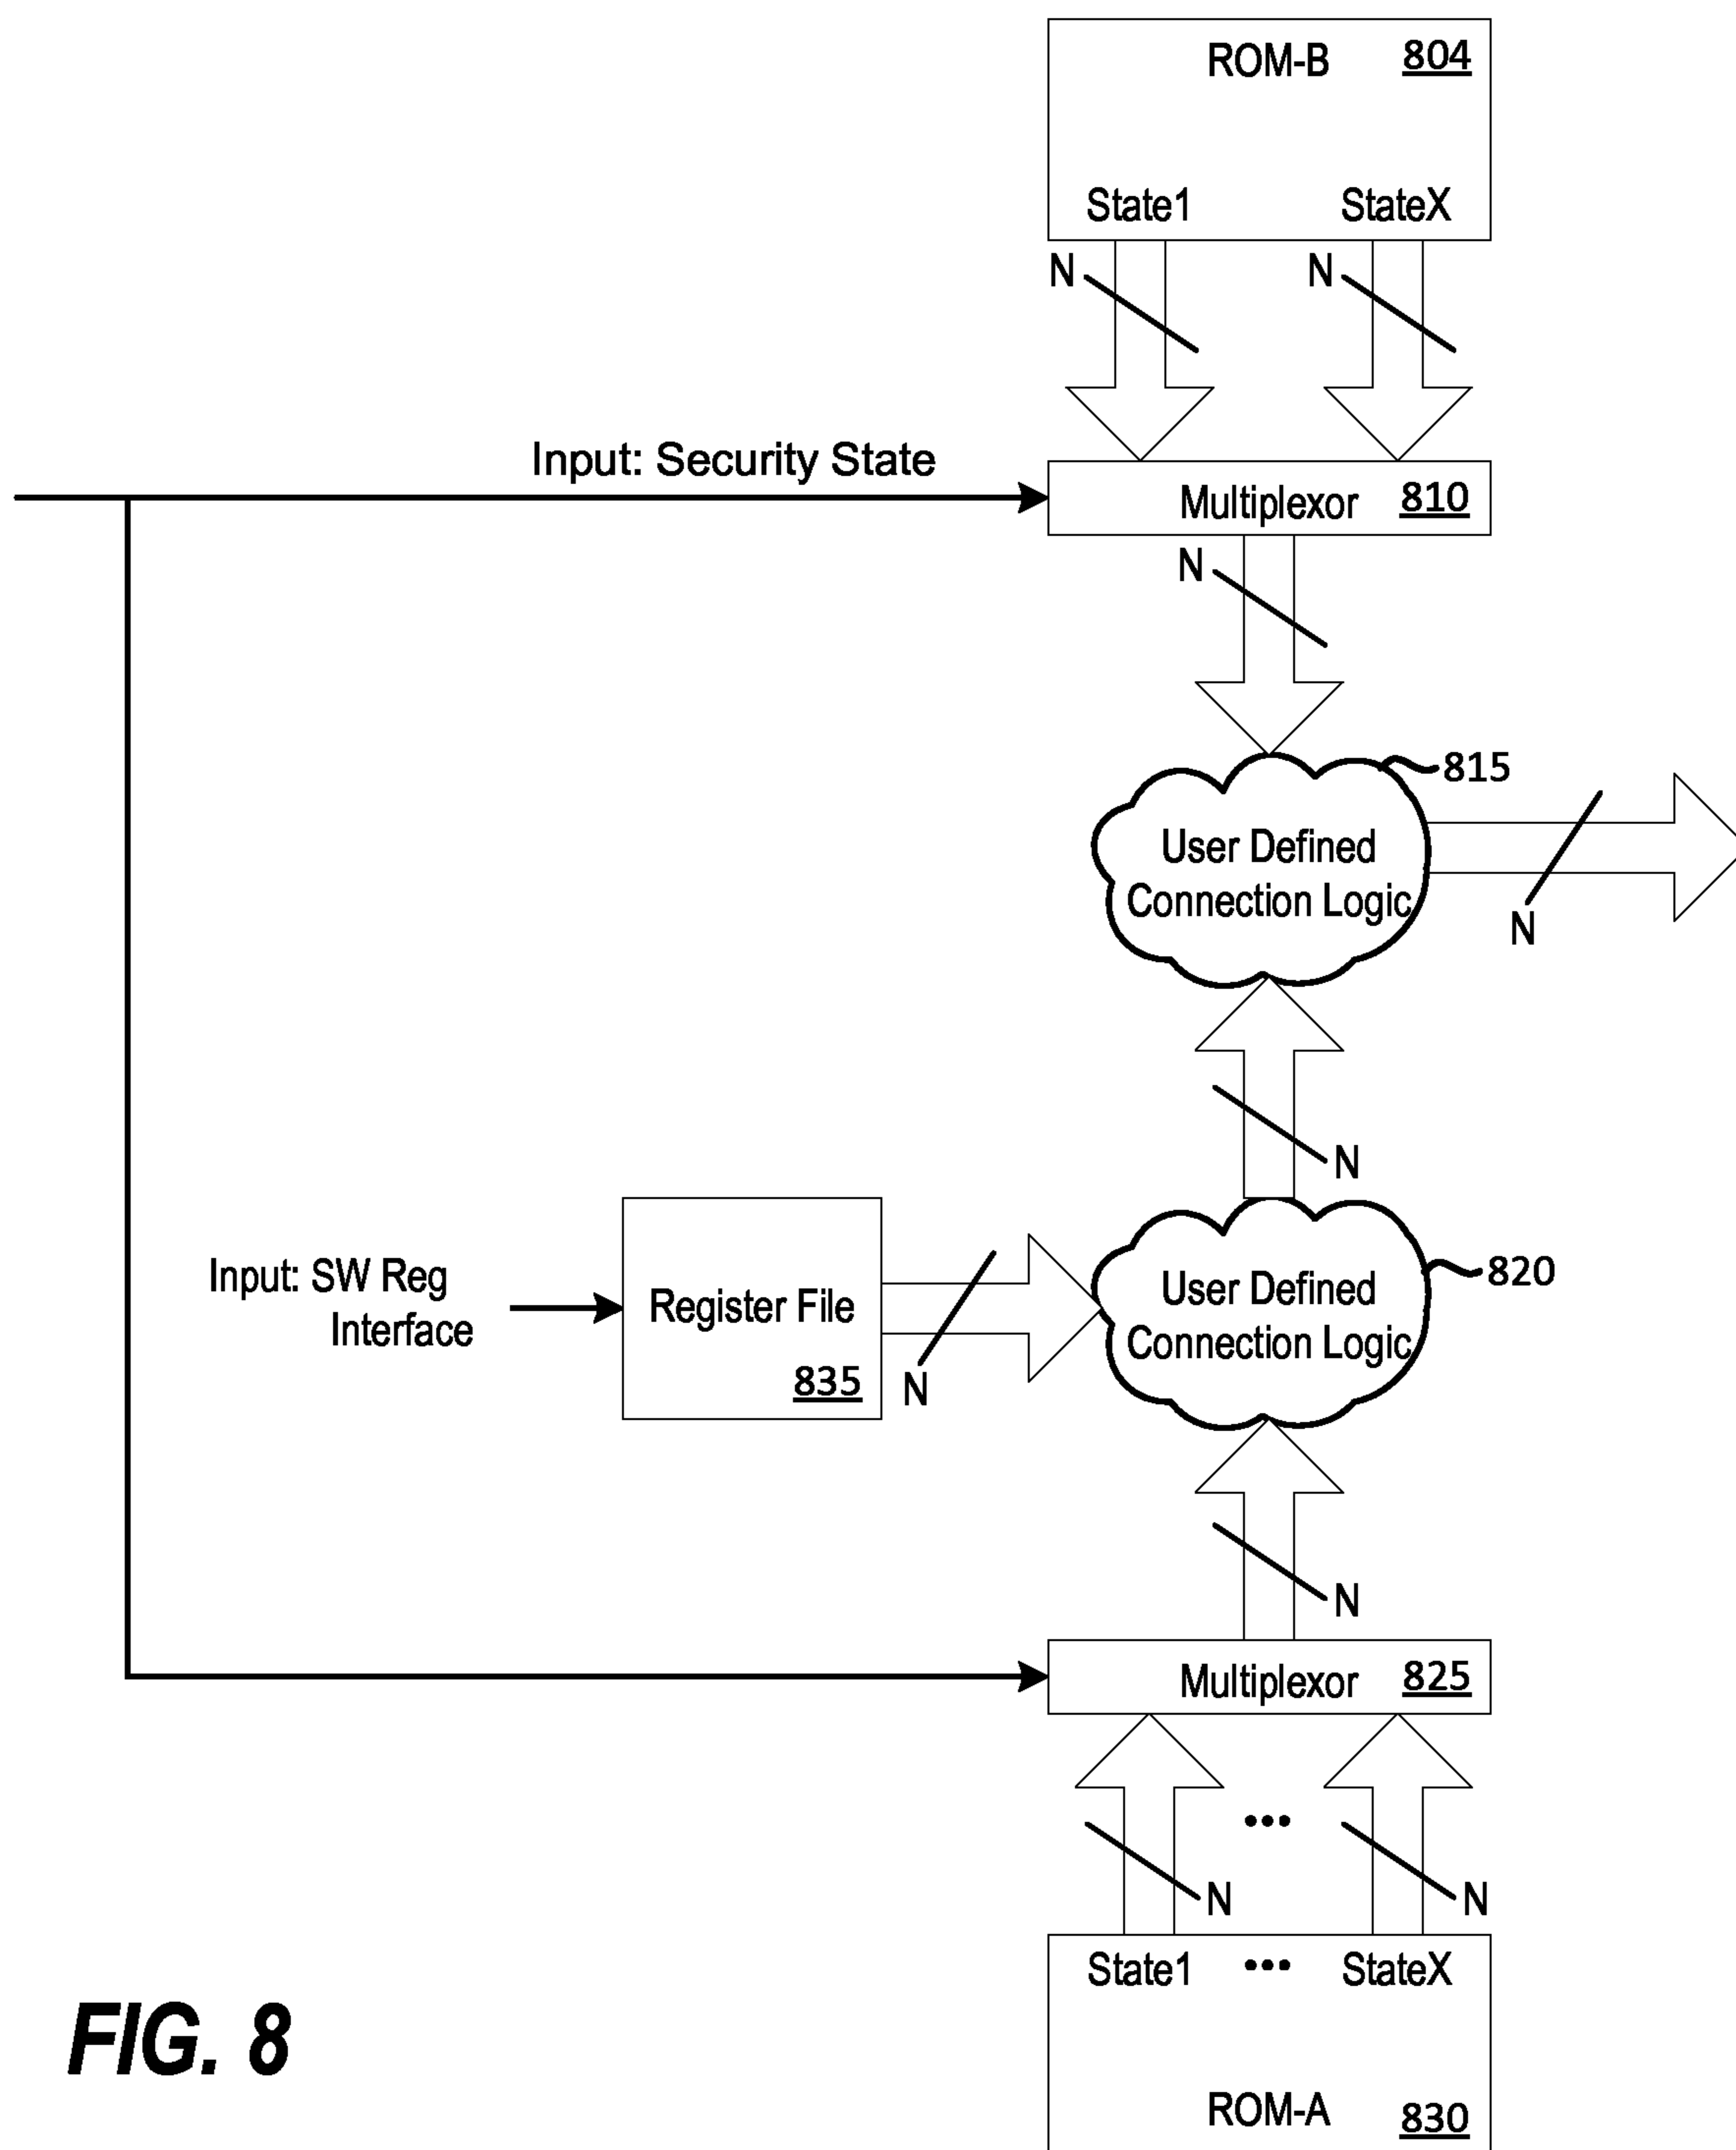 ROM-B 804
State1 StateX
N N
Input: Security State
Multiplexor 810
N
815
User Defined
Connection Logic
N
N
Input: SW Reg
Interface
Register File
835
N
820
User Defined
Connection Logic
N
Multiplexor 825
•••
N N
State1 ••• StateX
ROM-A 830
FIG. 8